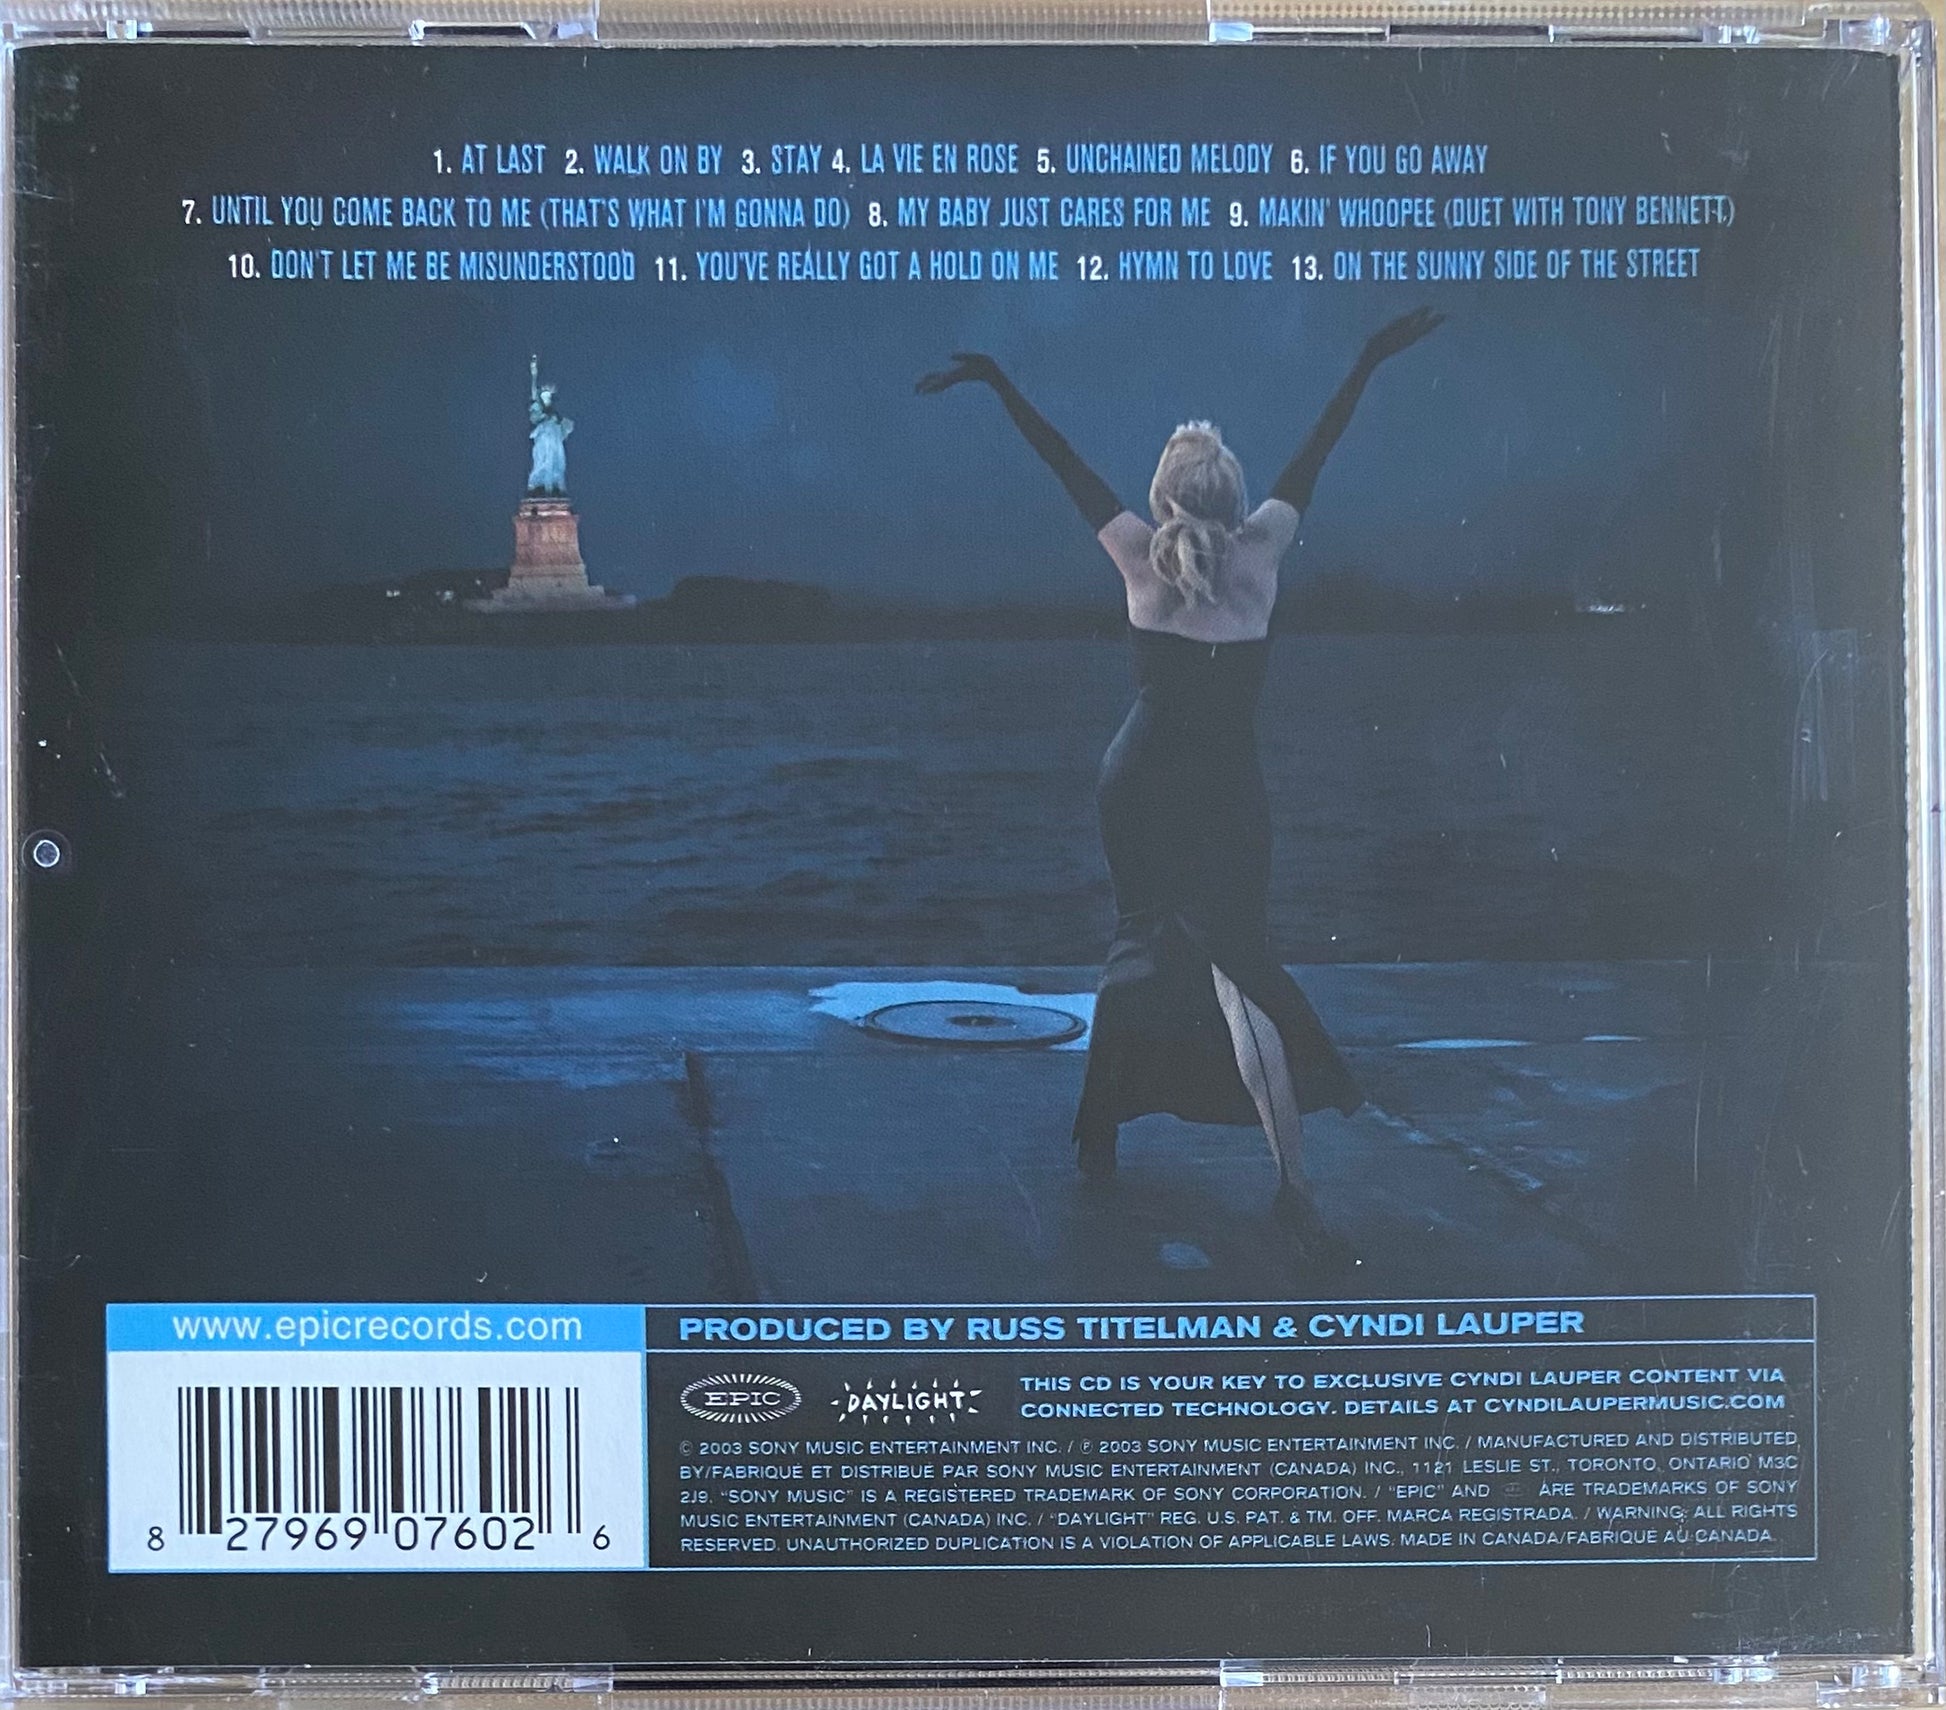 1. AT LAST 2. WALK ON BY 3. STAY 4. LA VIE EN ROSE 5. UNCHAINED MELODY 6. IF YOU GO AWAY
7. UNTIL YOU COME BACK TO ME (THAT'S WHAT I'M GONNA DO) 8. MY BABY JUST CARES FOR ME 9. MAKIN' WHOOPEE (DUET WITH TONY BENNETT)
10. DON'T LET ME BE MISUNDERSTOOD 11. YOU'VE REALLY GOT A HOLD ON ME 12. HYMN TO LOVE 13. ON THE SUNNY SIDE OF THE STREET
www.epicrecords.com
8 27969 07602 6
PRODUCED BY RUSS TITELMAN & CYNDI LAUPER
EPIC
DAYLIGHT
THIS CD IS YOUR KEY TO EXCLUSIVE CYNDI LAUPER CONTENT VIA
CONNECTED TECHNOLOGY. DETAILS AT CYNDILAUPERMUSIC.COM
© 2003 SONY MUSIC ENTERTAINMENT INC. / ℗ 2003 SONY MUSIC ENTERTAINMENT INC. / MANUFACTURED AND DISTRIBUTED
BY/FABRIQUÉ ET DISTRIBUÉ PAR SONY MUSIC ENTERTAINMENT (CANADA) INC., 1121 LESLIE ST., TORONTO, ONTARIO M3C
2J9. "SONY MUSIC" IS A REGISTERED TRADEMARK OF SONY CORPORATION. / "EPIC" AND ARE TRADEMARKS OF SONY
MUSIC ENTERTAINMENT (CANADA) INC. / "DAYLIGHT" REG. U.S. PAT. & TM. OFF. MARCA REGISTRADA. / WARNING: ALL RIGHTS
RESERVED. UNAUTHORIZED DUPLICATION IS A VIOLATION OF APPLICABLE LAWS. MADE IN CANADA/FABRIQUÉ AU CANADA.